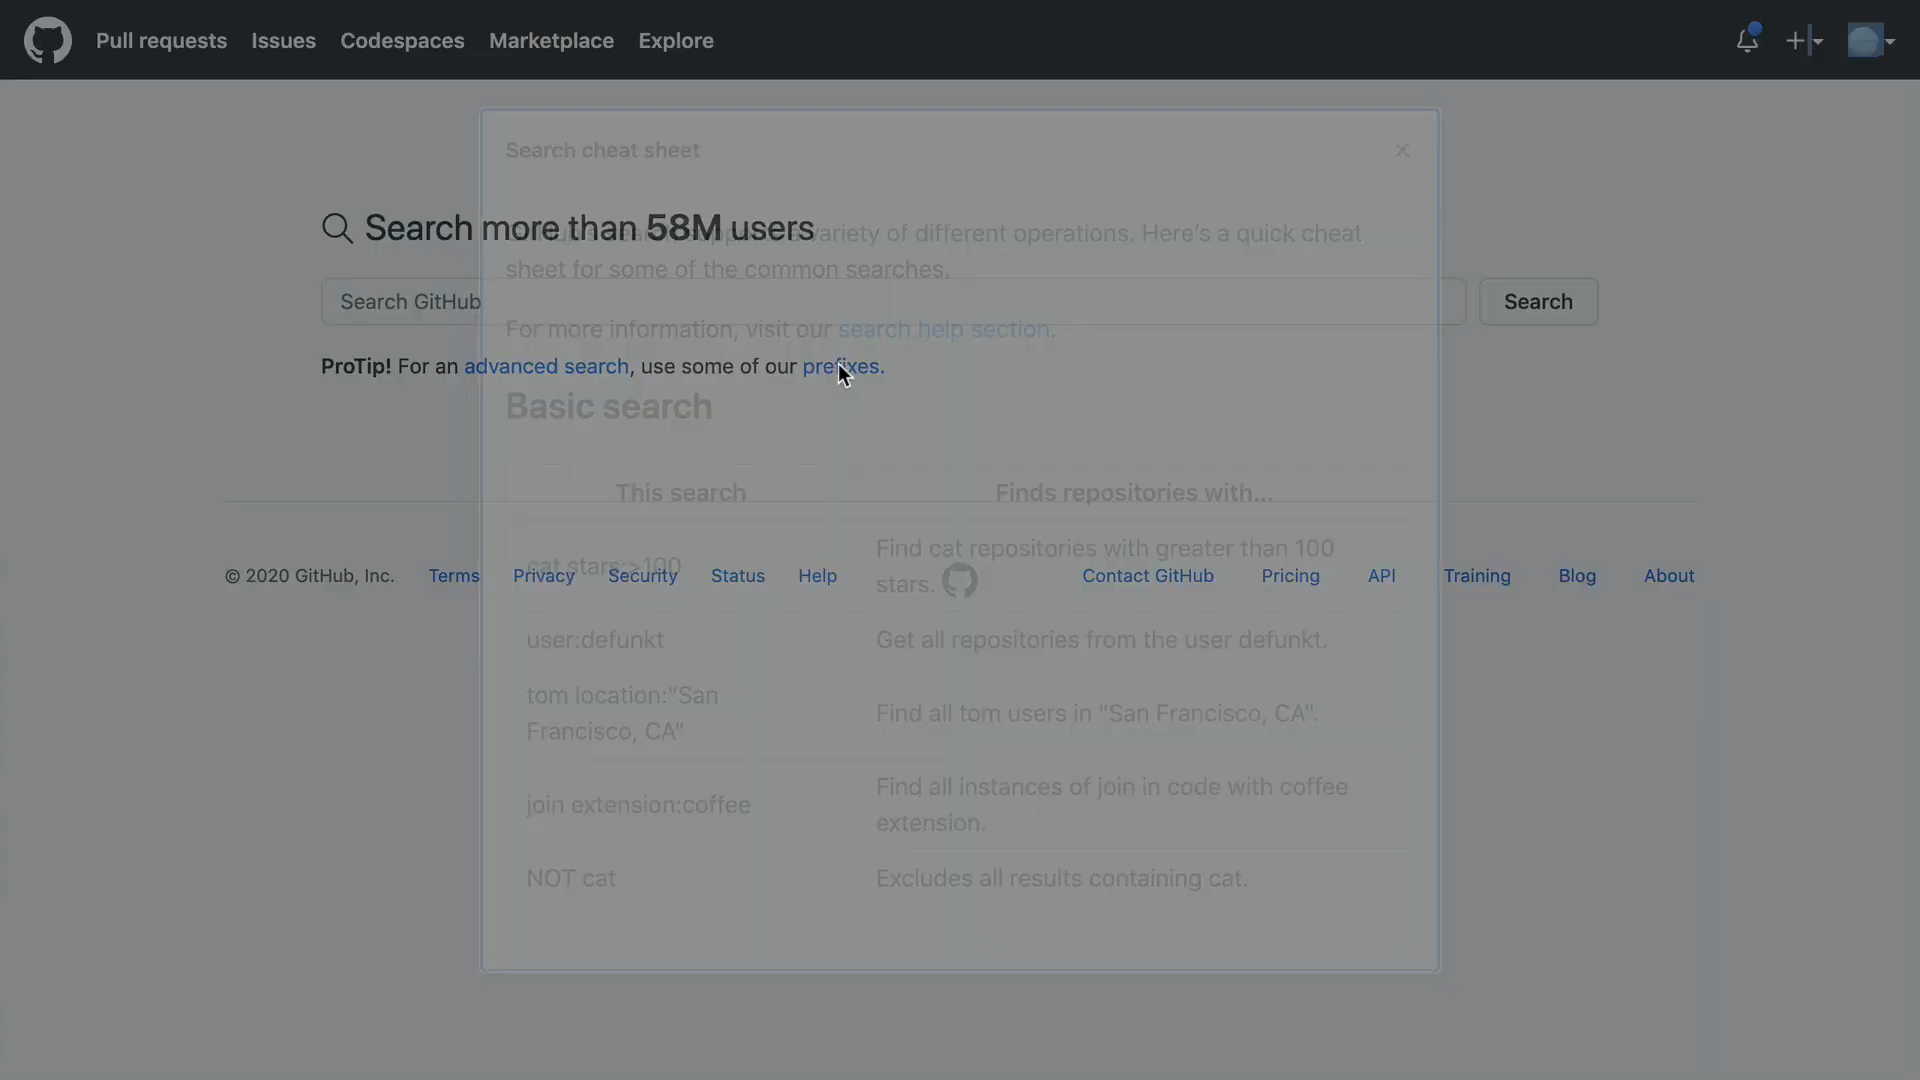 Pull requests Issues Codespaces Marketplace Explore
Search cheat sheet
Search more than 58M users
GitHub's search supports a variety of different operations. Here's a quick cheat
sheet for some of the common searches.
Search GitHub
Search
For more information, visit our search help section.
ProTip! For an advanced search, use some of our prefixes.
Basic search
This search Finds repositories with...
cat stars:>100
Find cat repositories with greater than 100
stars.
© 2020 GitHub, Inc. Terms Privacy Security Status Help Contact GitHub Pricing API Training Blog About
user:defunkt Get all repositories from the user defunkt.
tom location:"San
Francisco, CA"
Find all tom users in "San Francisco, CA".
join extension:coffee
Find all instances of join in code with coffee
extension.
NOT cat Excludes all results containing cat.